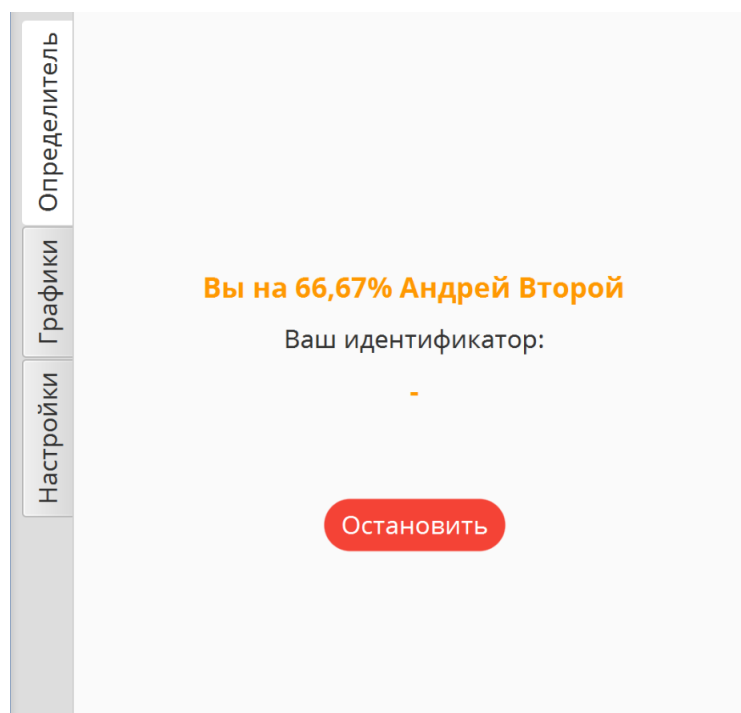 Определитель
Графики
Настройки
Вы на 66,67% Андрей Второй
Ваш идентификатор:
-
Остановить